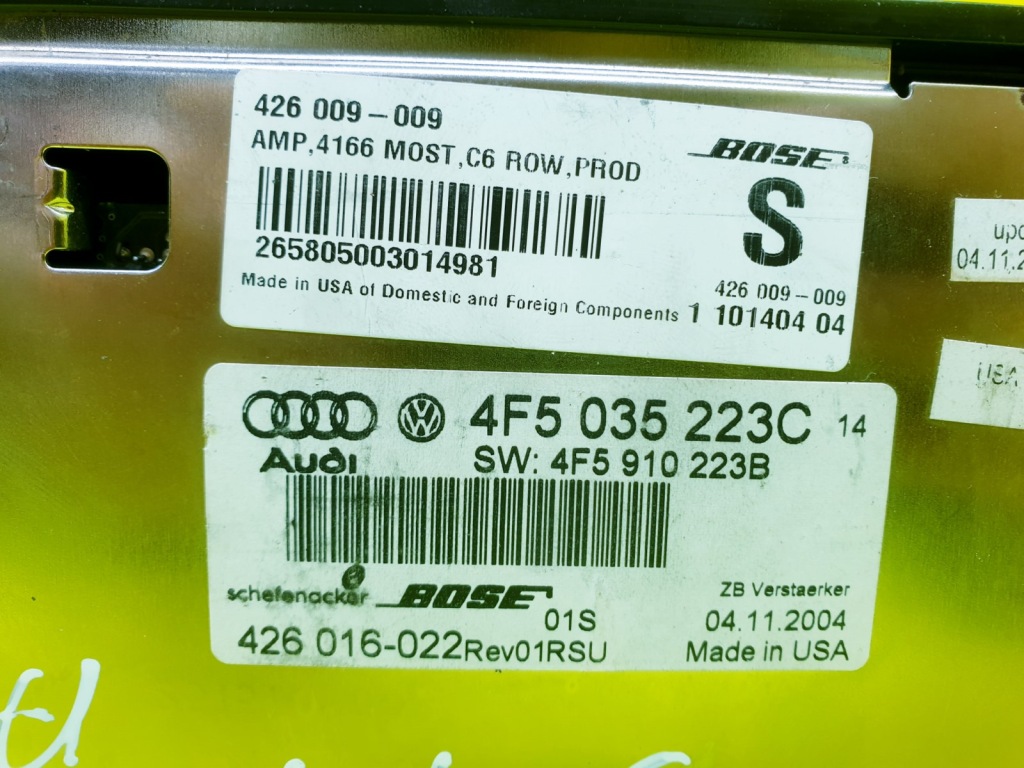 426 009-009
AMP,4166 MOST,C6 ROW,PROD
BOSE
S
265805003014981
426 009-009
Made in USA of Domestic and Foreign Components
1 101404 04
04.11.2
USA
Audi
4F5 035 223C 14
SW: 4F5 910 223B
schefenacker BOSE
01S
ZB Verstaerker
04.11.2004
426 016-022Rev01RSU
Made in USA